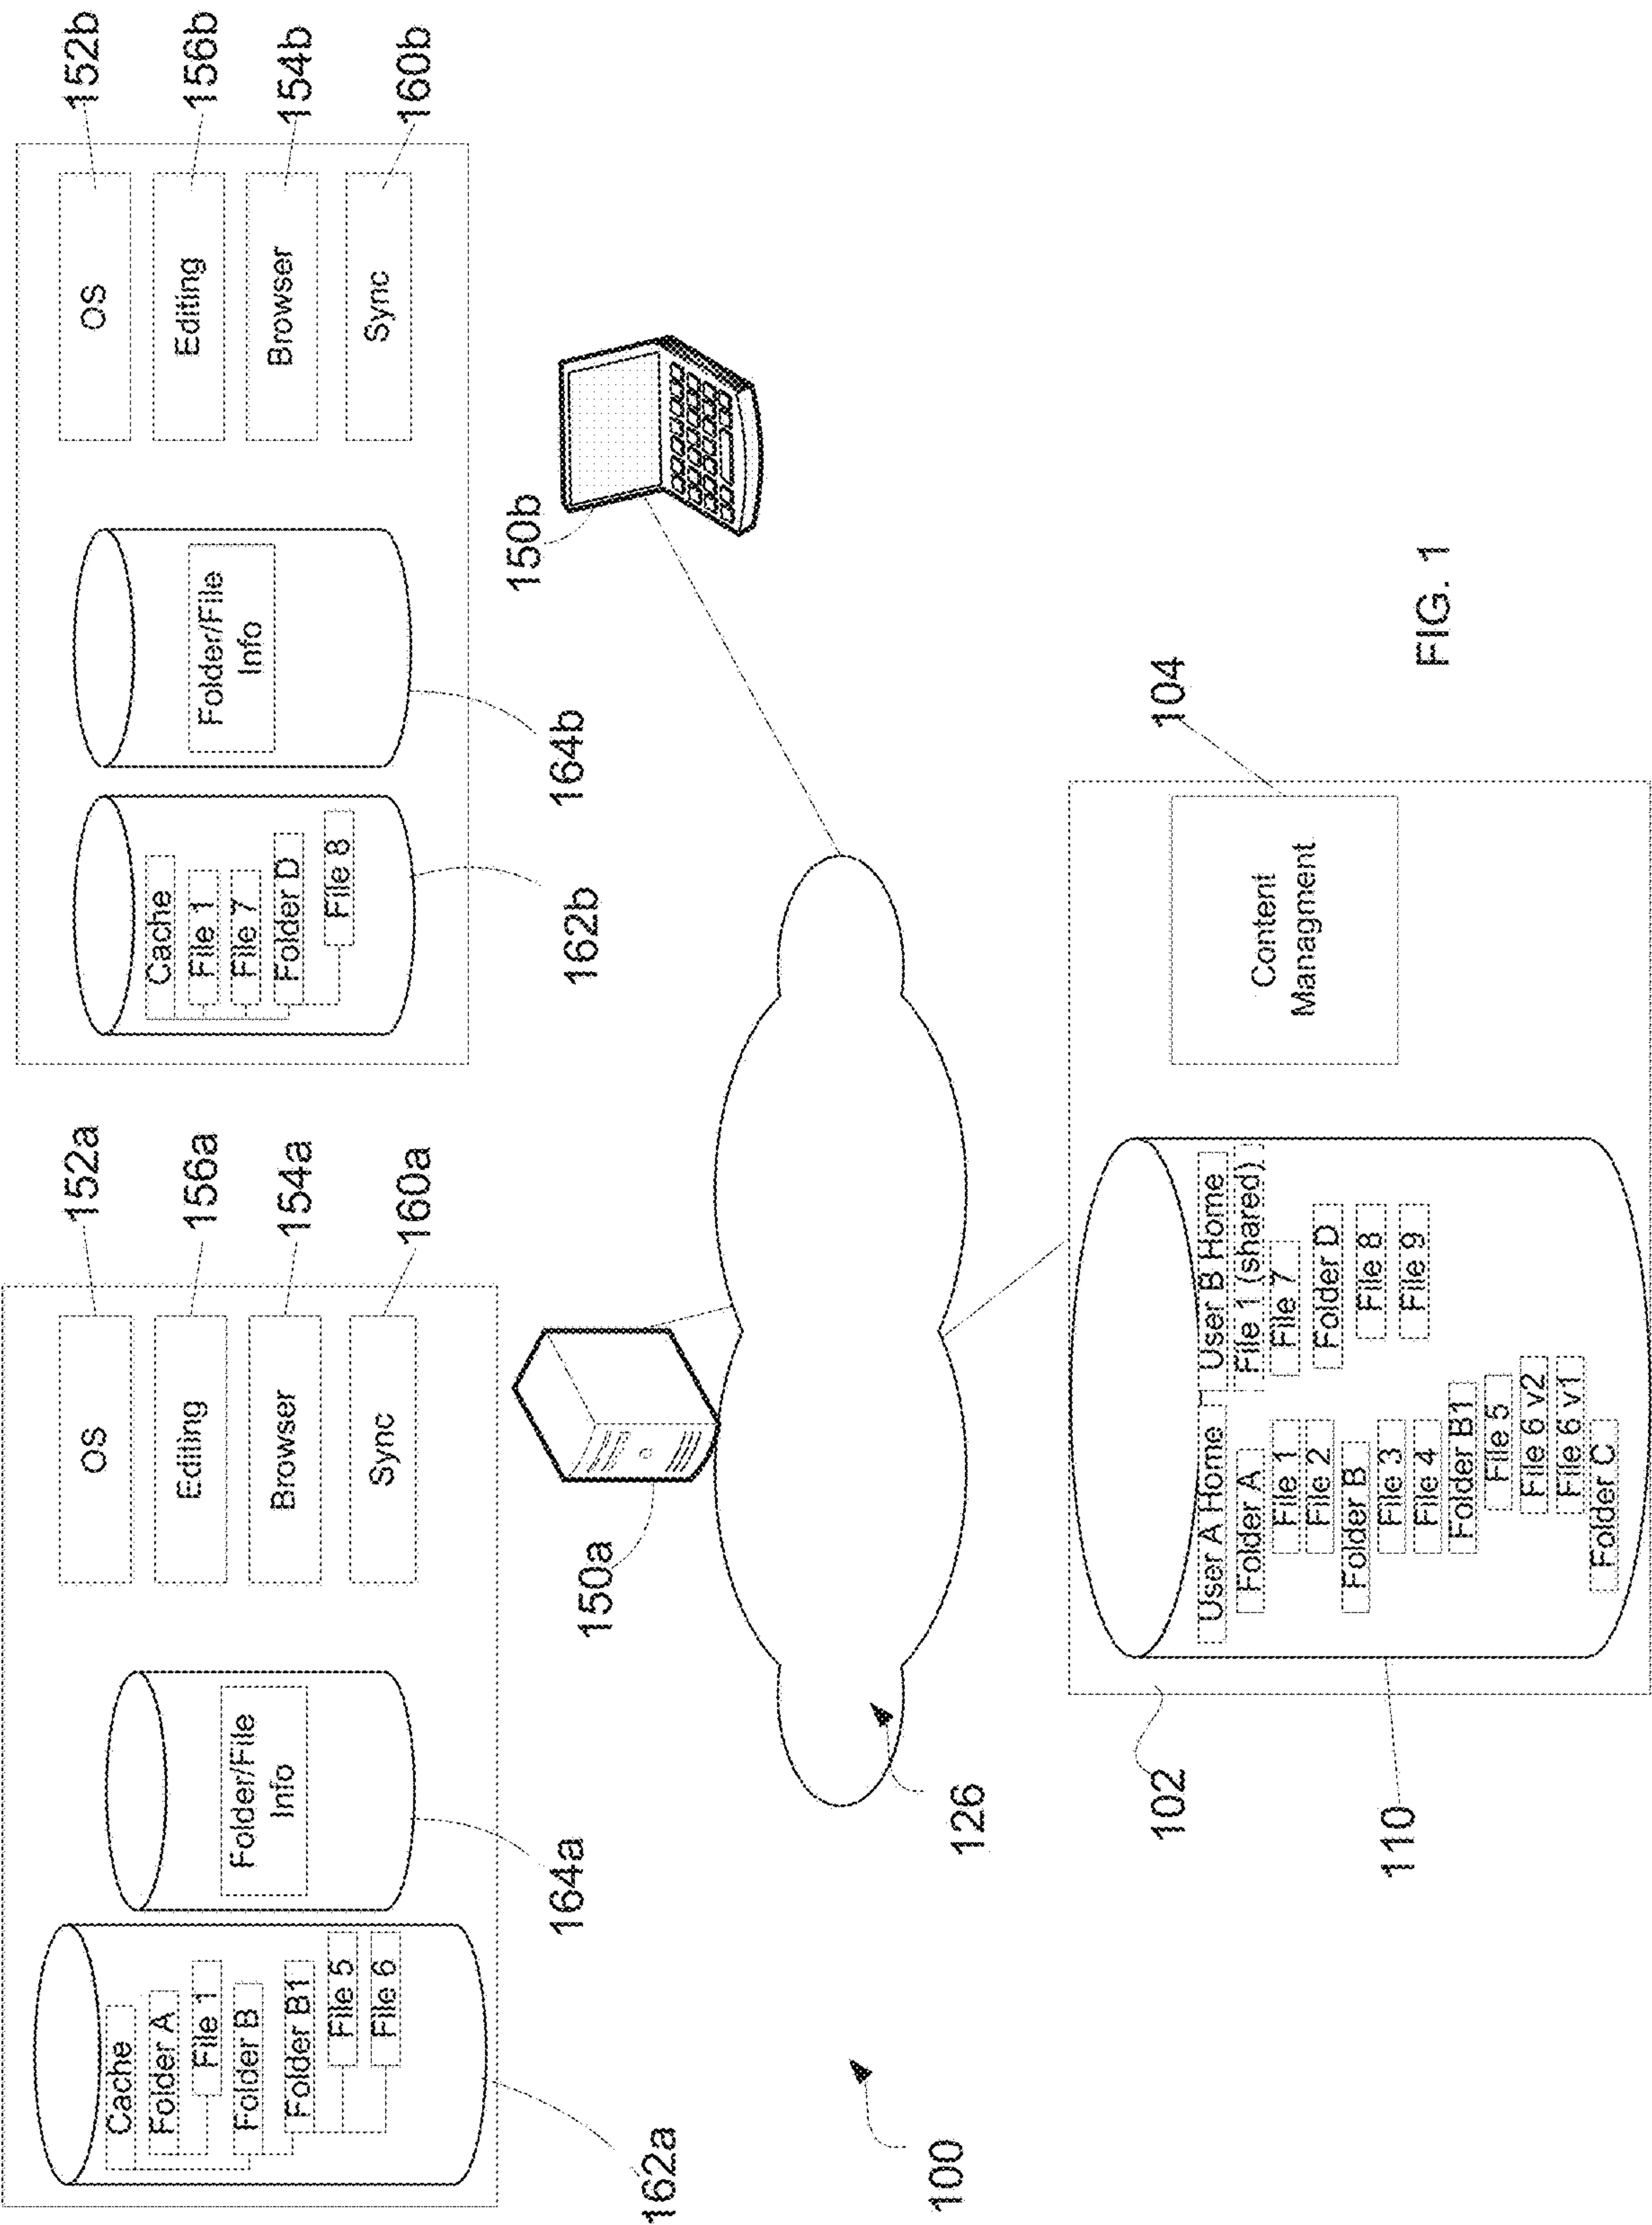 Cache
Folder A
File 1
Folder B
Folder B1
File 5
File 6
162a
Folder/File
Info
164a
OS
Editing
Browser
Sync
152a
156a
154a
160a
150a
Cache
File 1
File 7
Folder D
File 8
162b
Folder/File
Info
164b
OS
Editing
Browser
Sync
152b
156b
154b
160b
150b
126
100
102
110
User A Home
Folder A
File 1
File 2
Folder B
File 3
File 4
Folder B1
File 5
File 6 v2
File 6 v1
Folder C
User B Home
File 1 (shared)
File 7
Folder D
File 8
File 9
Content
Managment
104
FIG. 1